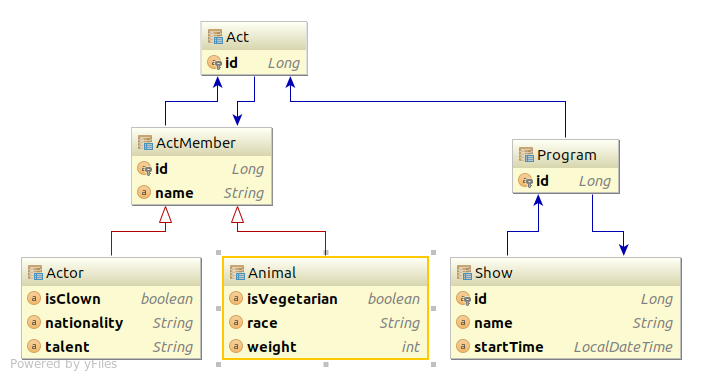 Act
id Long
ActMember
id Long
name String
Program
id Long
Actor
isClown boolean
nationality String
talent String
Animal
isVegetarian boolean
race String
weight int
Show
id Long
name String
startTime LocalDateTime
Powered by yFiles